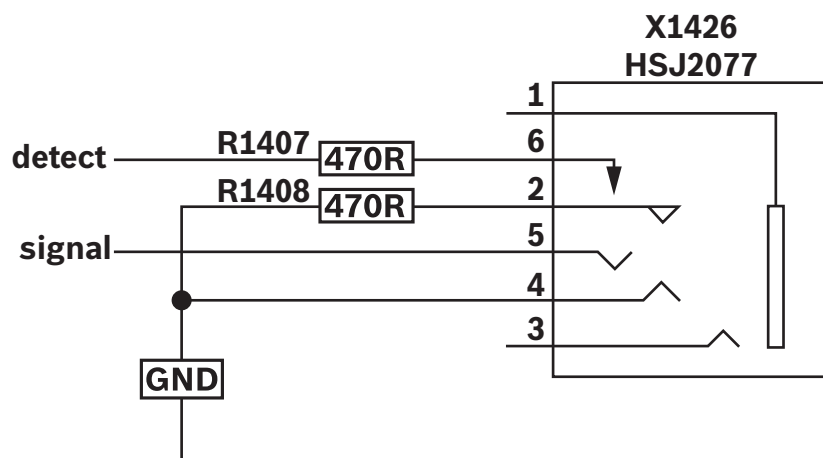 X1426
HSJ2077
1
detect
R1407
470R
6
R1408
470R
2
signal
5
4
3
GND